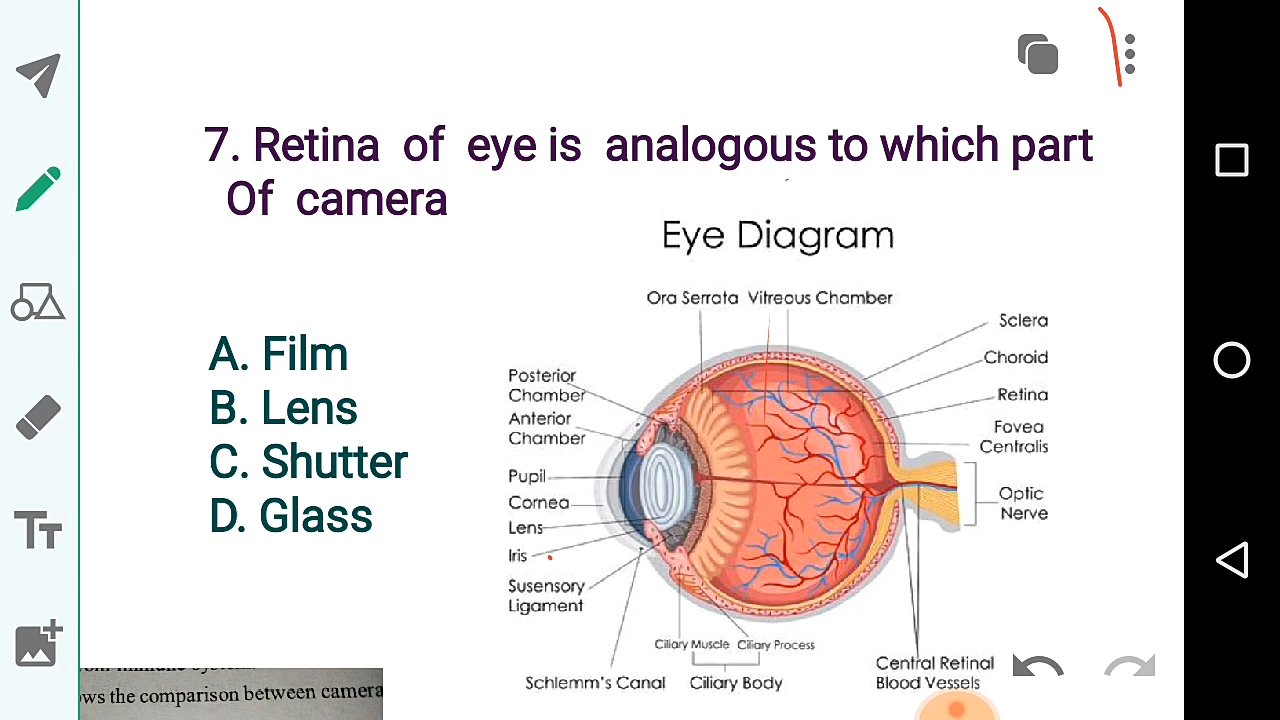 7. Retina of eye is analogous to which part
Of camera
Eye Diagram
A. Film
B. Lens
C. Shutter
D. Glass
Ora Serrata
Vitreous Chamber
Sclera
Choroid
Retina
Fovea
Centralis
Optic
Nerve
Posterior
Chamber
Anterior
Chamber
Pupil
Cornea
Lens
Iris
Susensory
Ligament
Ciliary Muscle
Ciliary Process
Schlemm's Canal
Ciliary Body
Central Retinal
Blood Vessels
TT
ws the comparison between camera